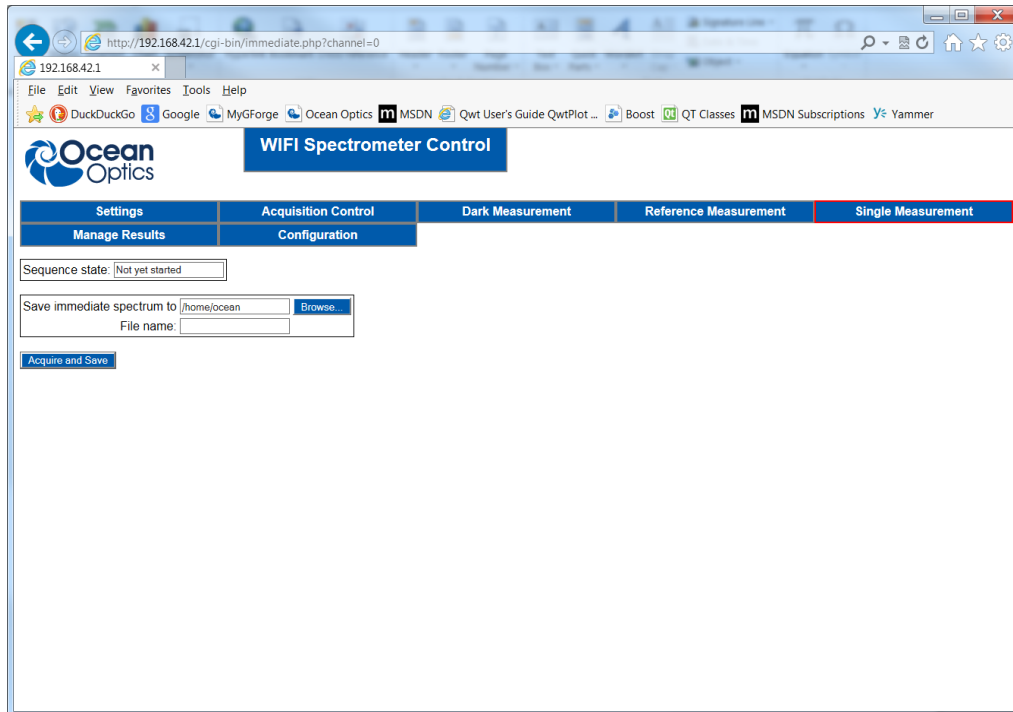 http://192.168.42.1/cgi-bin/immediate.php?channel=0
192.168.42.1
File Edit View Favorites Tools Help
DuckDuckGo Google MyGForge Ocean Optics MSDN Qwt User's Guide QwtPlot ... Boost QT Classes MSDN Subscriptions Yammer
Ocean Optics
WIFI Spectrometer Control
Settings Acquisition Control Dark Measurement Reference Measurement Single Measurement
Manage Results Configuration
Sequence state: Not yet started
Save immediate spectrum to /home/ocean Browse...
File name:
Acquire and Save